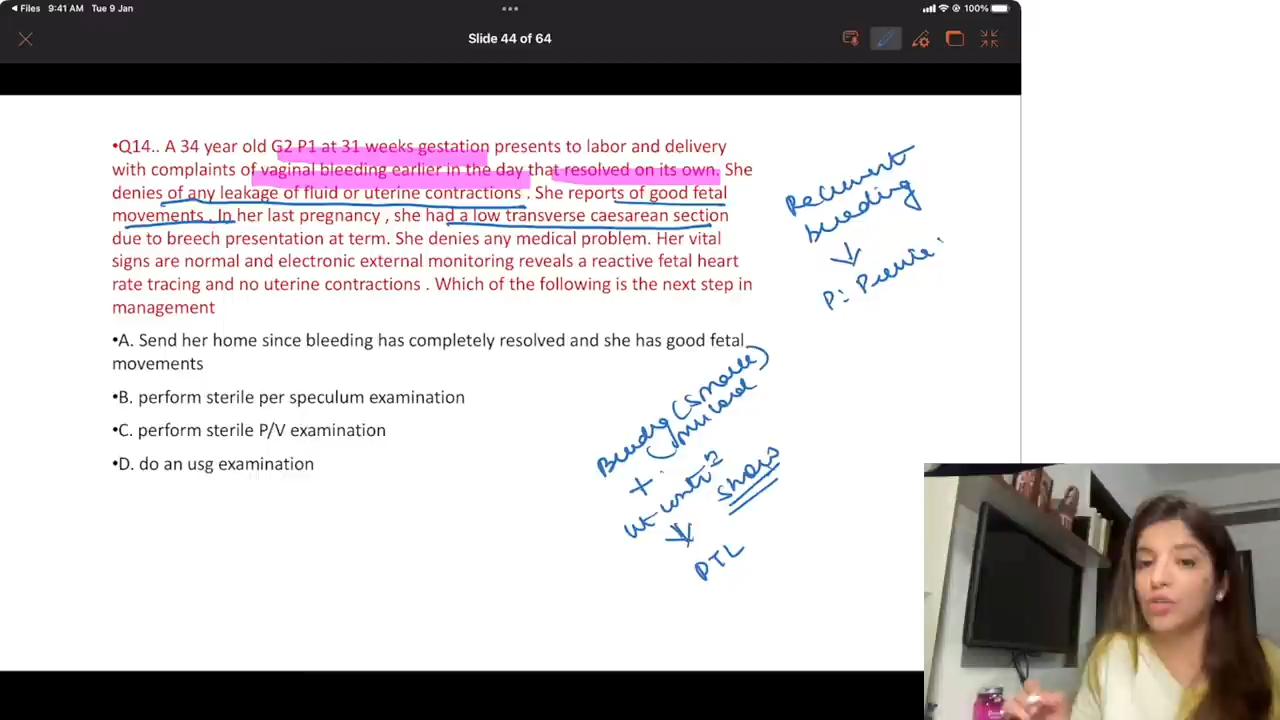 Files 9:41 AM Tue 9 Jan
100%
Slide 44 of 64
•Q14.. A 34 year old G2 P1 at 31 weeks gestation presents to labor and delivery
with complaints of vaginal bleeding earlier in the day that resolved on its own. She
denies of any leakage of fluid or uterine contractions . She reports of good fetal
movements . In her last pregnancy , she had a low transverse caesarean section
due to breech presentation at term. She denies any medical problem. Her vital
signs are normal and electronic external monitoring reveals a reactive fetal heart
rate tracing and no uterine contractions . Which of the following is the next step in
management
•A. Send her home since bleeding has completely resolved and she has good fetal
movements
•B. perform sterile per speculum examination
•C. perform sterile P/V examination
•D. do an usg examination
Recurrent
bleeding
↓
Bleeding (small)
+
show
↓
PTL